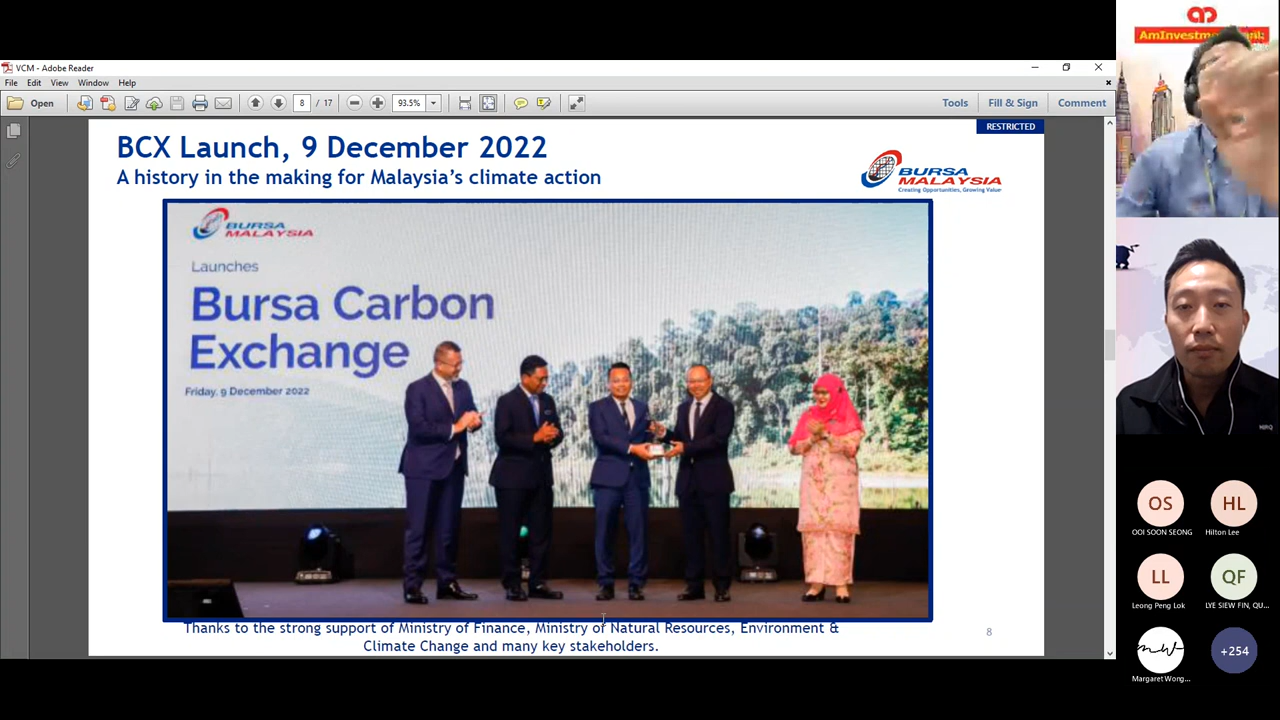 VCM - Adobe Reader
File Edit View Window Help
Open
8 / 17
93.5%
Tools Fill & Sign Comment
RESTRICTED
BCX Launch, 9 December 2022
A history in the making for Malaysia's climate action
BURSA
MALAYSIA
Creating Opportunities, Growing Value
BURSA
MALAYSIA
Launches
Bursa Carbon
Exchange
Friday, 9 December 2022
Thanks to the strong support of Ministry of Finance, Ministry of Natural Resources, Environment &
Climate Change and many key stakeholders.
8
OS
OOI SOON SEONG
HL
Hilton Lee
LL
Leong Peng Lok
QF
LYE SIEW FIN, QU...
Margaret Wong...
+254